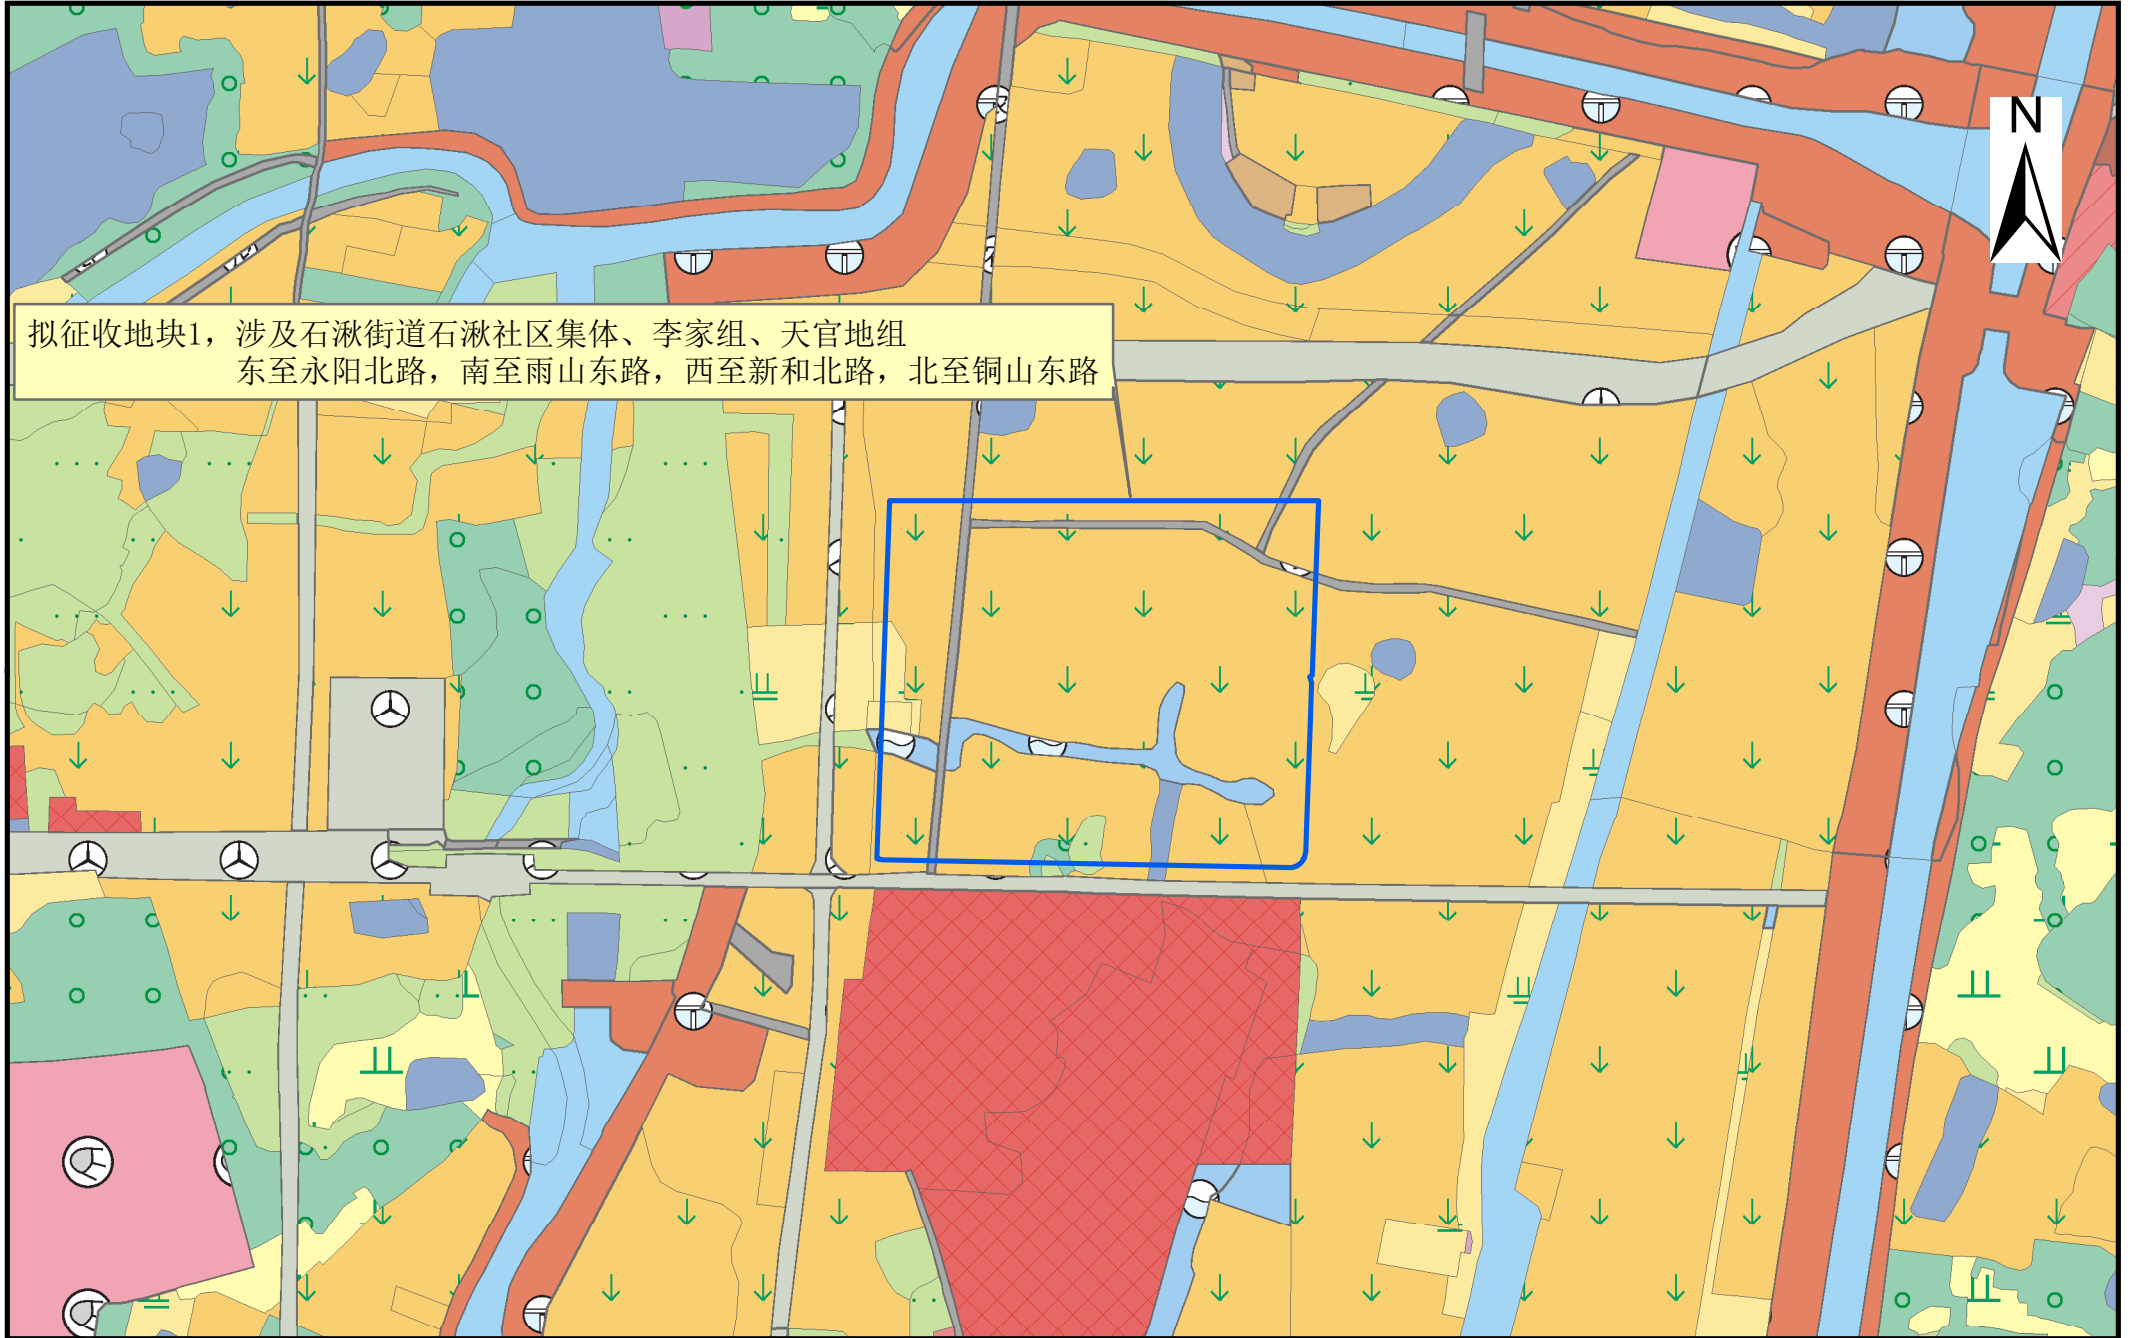 拟征收地块1，涉及石湫街道石湫社区集体、李家组、天官地组
东至永阳北路，南至雨山东路，西至新和北路，北至铜山东路
N